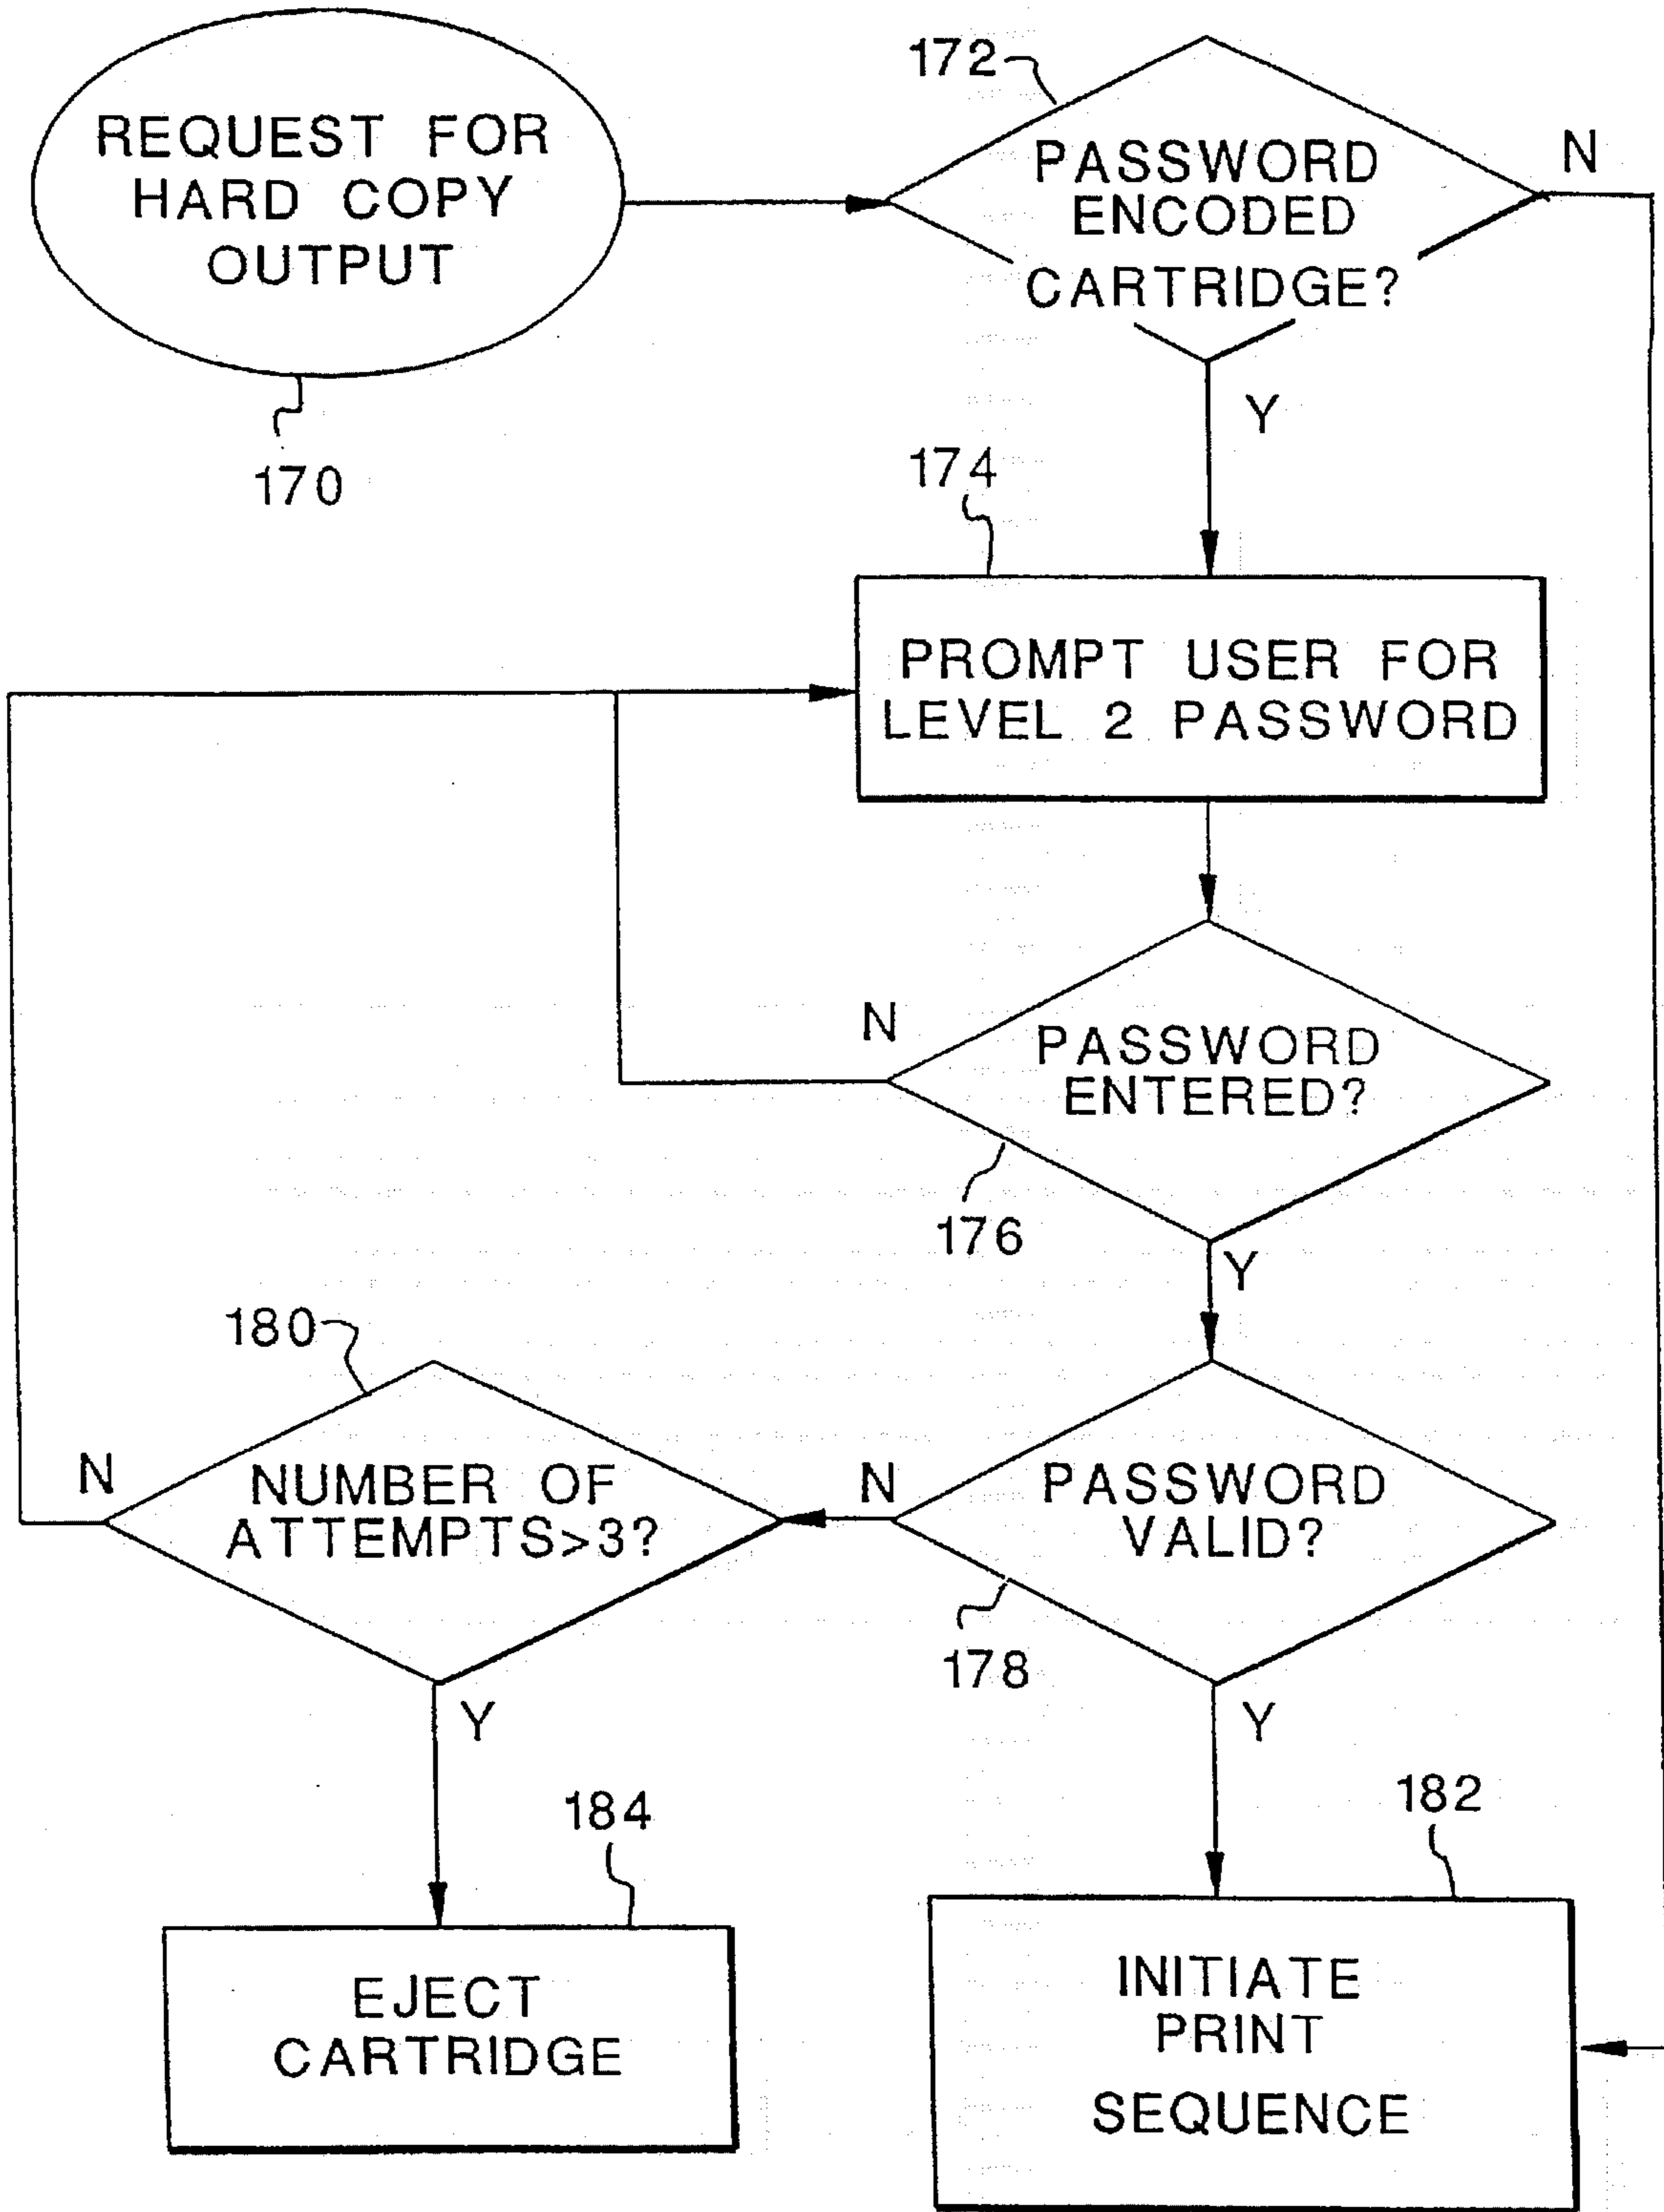 REQUEST FOR
HARD COPY
OUTPUT
170
172
PASSWORD
ENCODED
CARTRIDGE?
N
Y
174
PROMPT USER FOR
LEVEL 2 PASSWORD
N
PASSWORD
ENTERED?
176
Y
180
N
NUMBER OF
ATTEMPTS>3?
N
PASSWORD
VALID?
178
Y
Y
184
182
EJECT
CARTRIDGE
INITIATE
PRINT
SEQUENCE